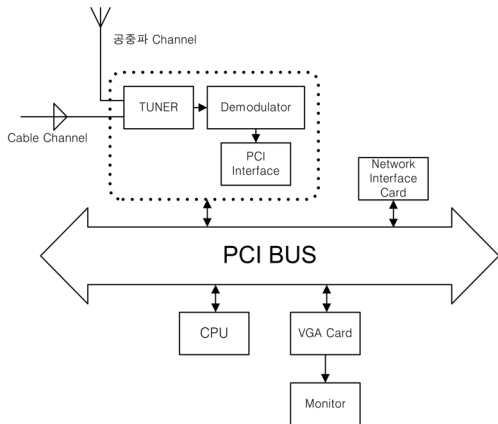 공중파 Channel
TUNER
Demodulator
Cable Channel
PCI
Interface
Network
Interface
Card
PCI BUS
CPU
VGA Card
Monitor